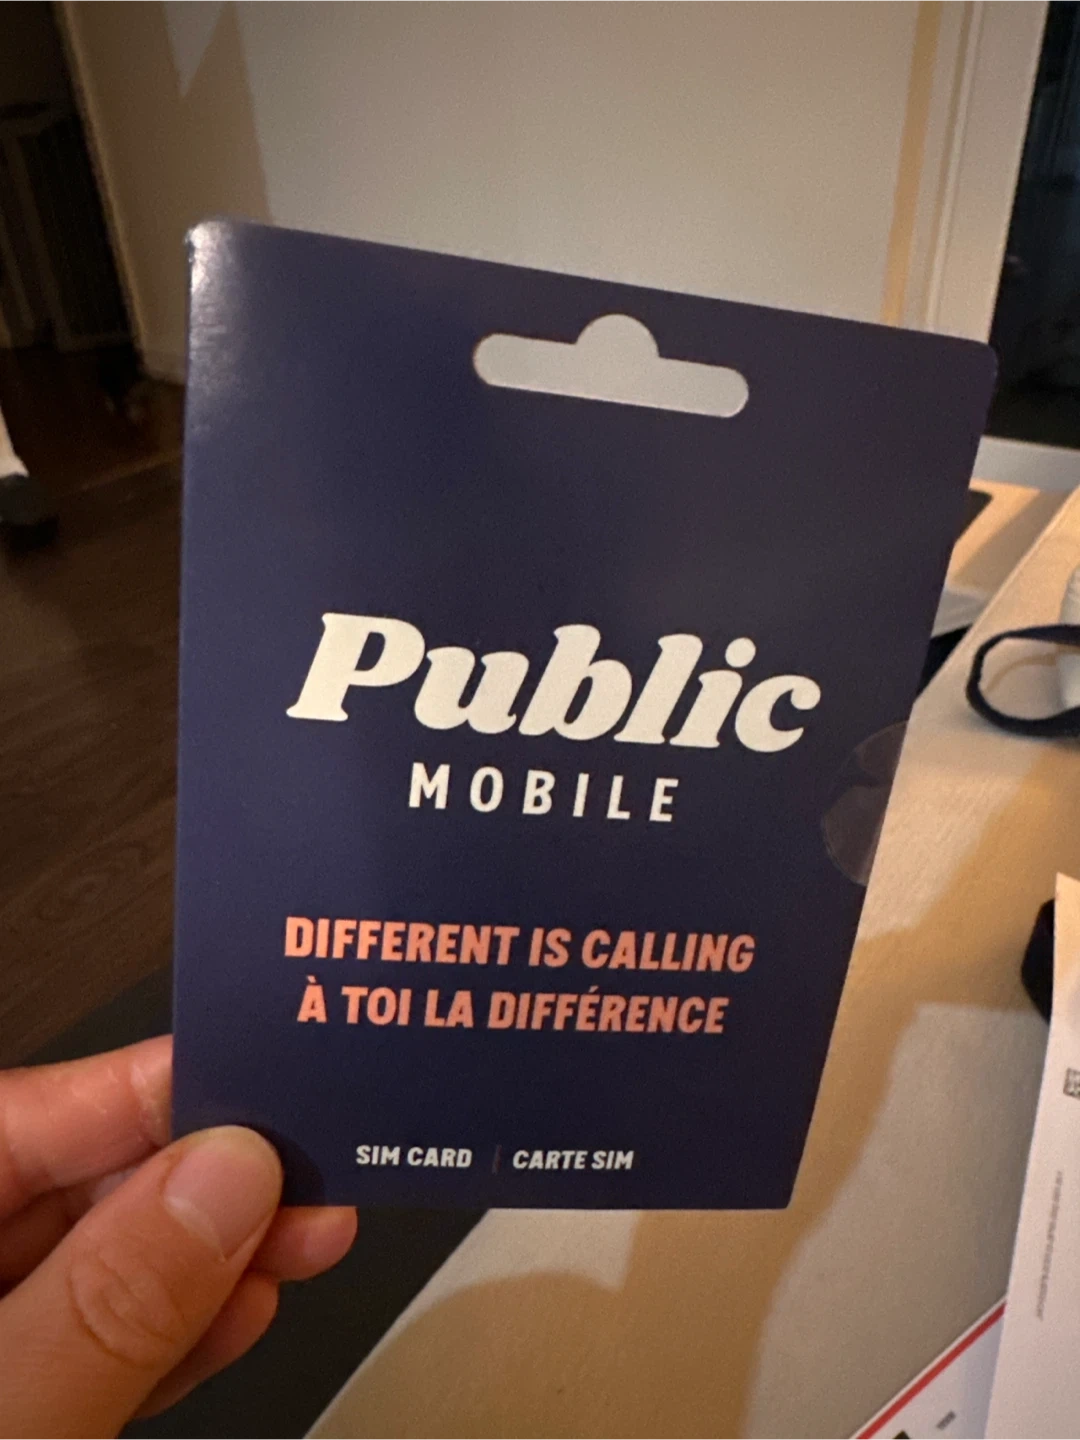 Public
MOBILE
DIFFERENT IS CALLING
À TOI LA DIFFÉRENCE
SIM CARD | CARTE SIM